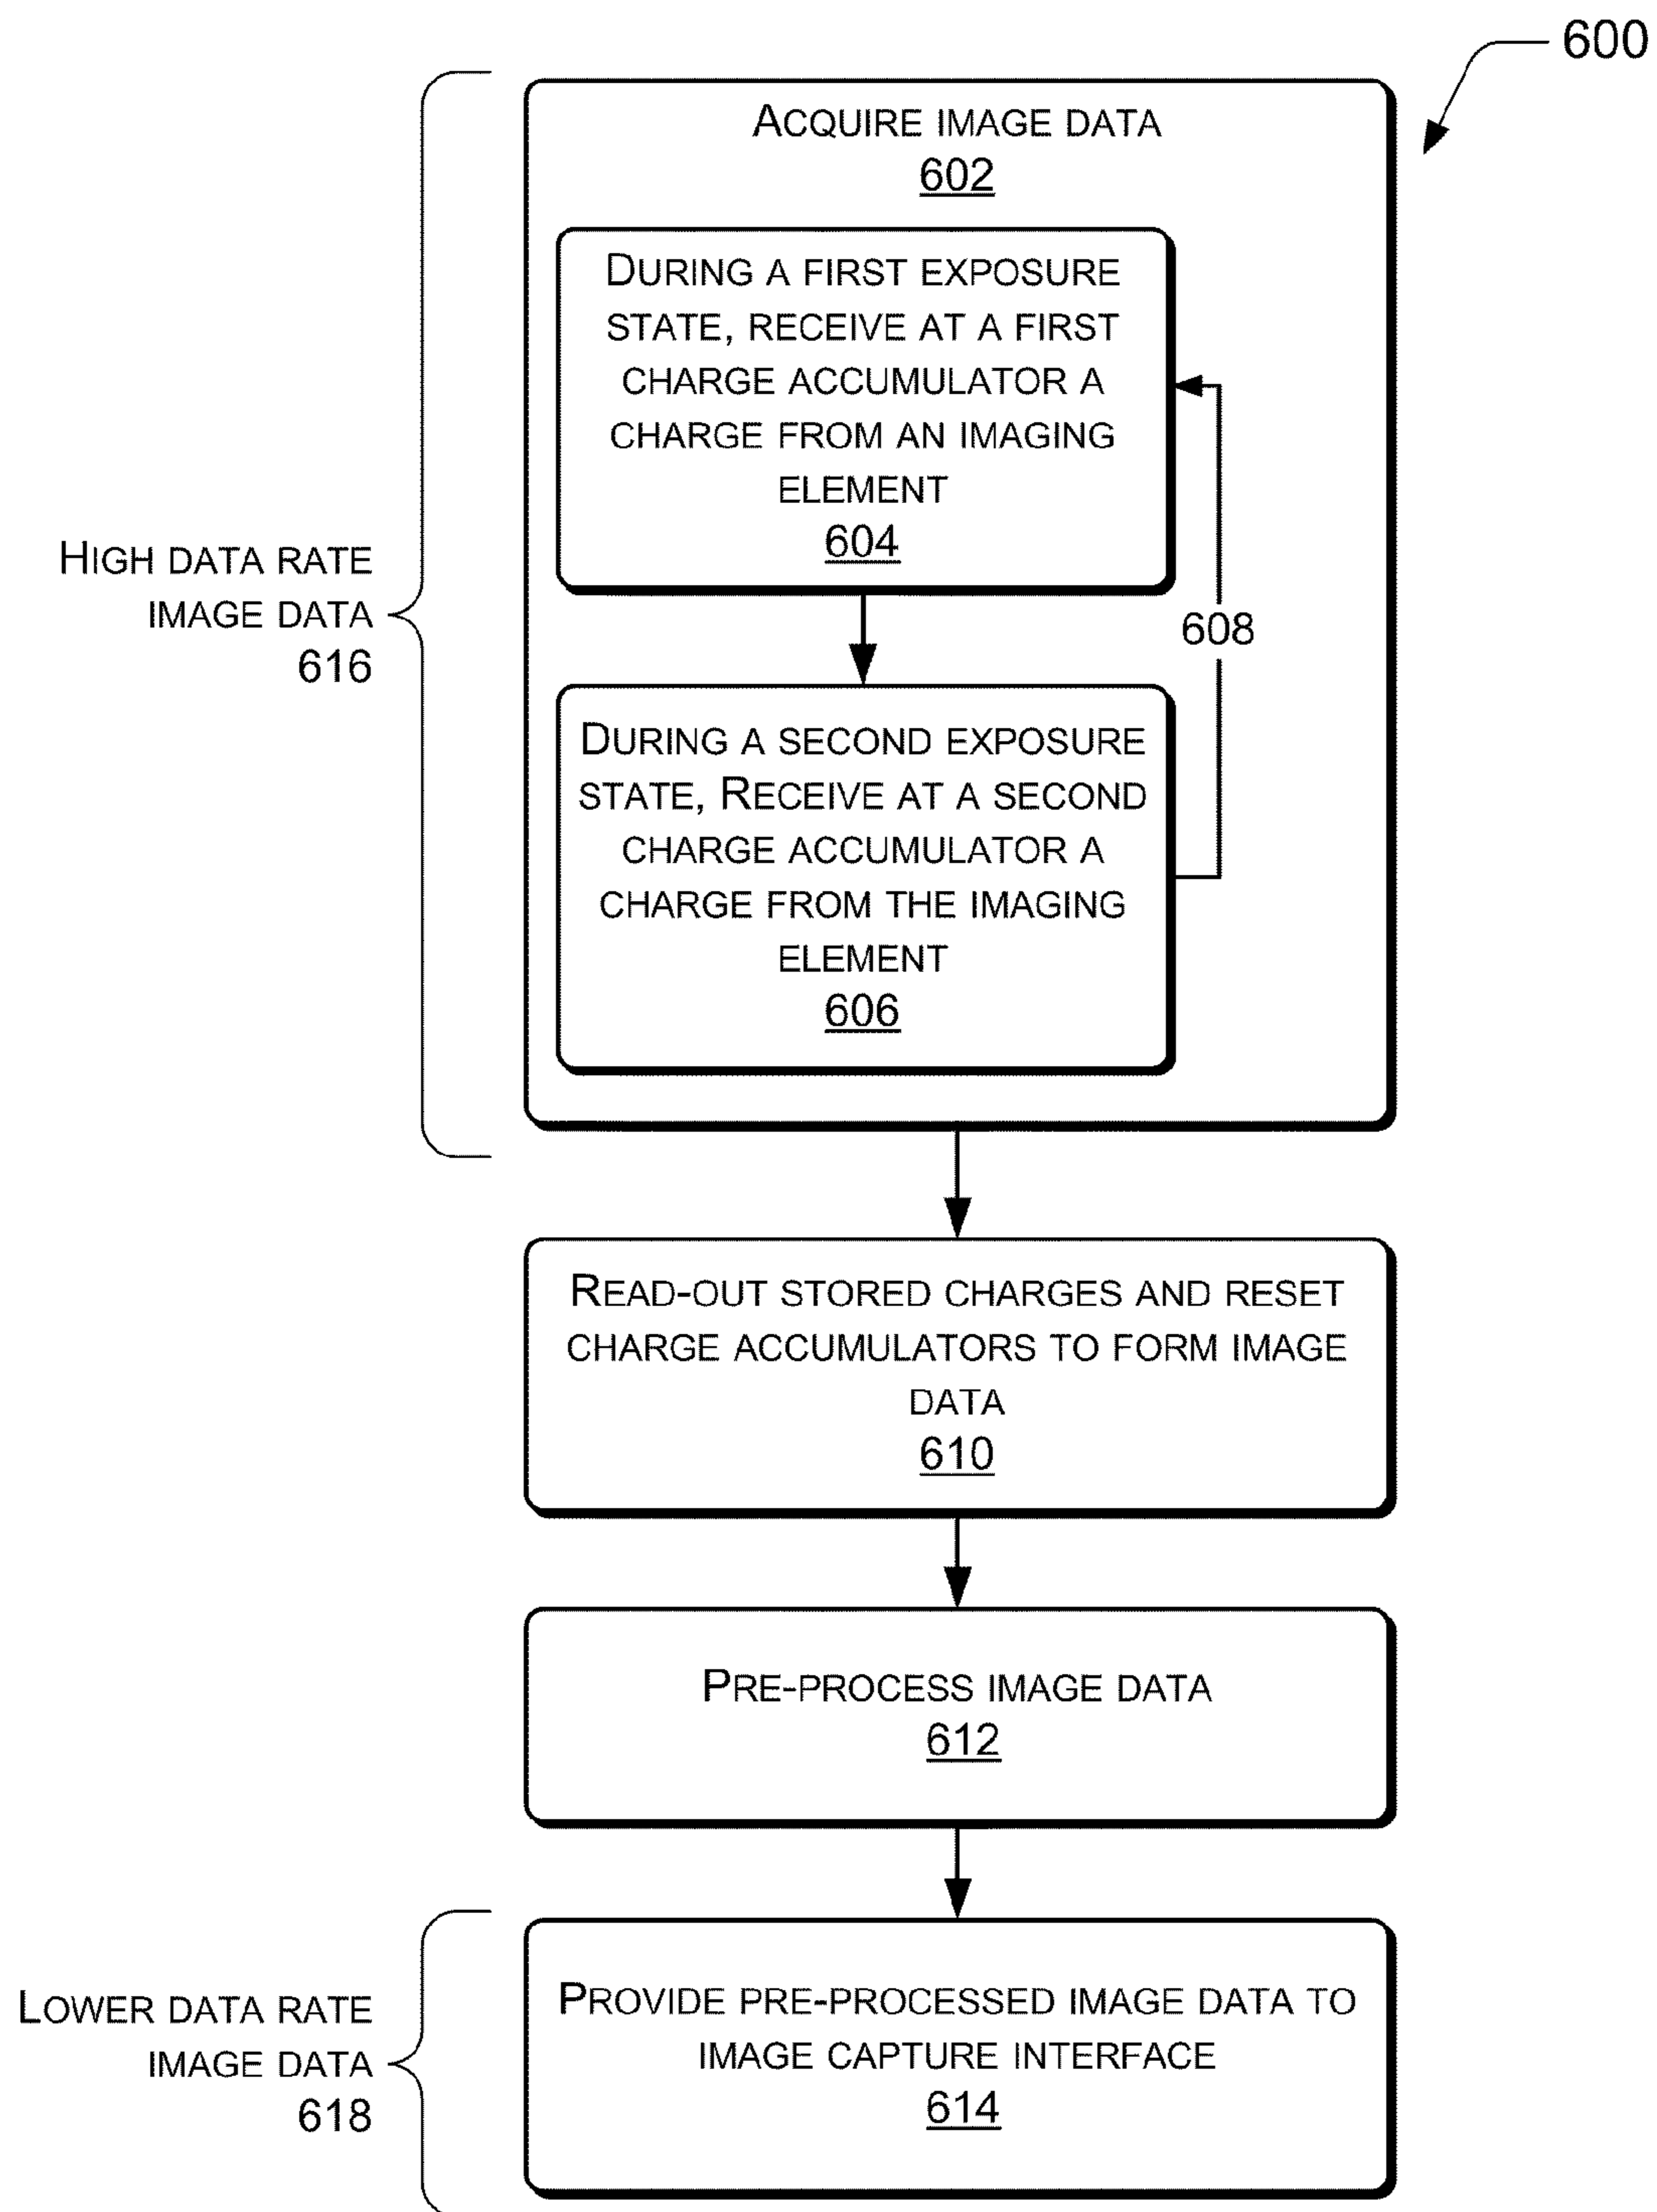 600
ACQUIRE IMAGE DATA
602
DURING A FIRST EXPOSURE
STATE, RECEIVE AT A FIRST
CHARGE ACCUMULATOR A
CHARGE FROM AN IMAGING
ELEMENT
604
608
DURING A SECOND EXPOSURE
STATE, RECEIVE AT A SECOND
CHARGE ACCUMULATOR A
CHARGE FROM THE IMAGING
ELEMENT
606
HIGH DATA RATE
IMAGE DATA
616
READ-OUT STORED CHARGES AND RESET
CHARGE ACCUMULATORS TO FORM IMAGE
DATA
610
PRE-PROCESS IMAGE DATA
612
PROVIDE PRE-PROCESSED IMAGE DATA TO
IMAGE CAPTURE INTERFACE
614
LOWER DATA RATE
IMAGE DATA
618